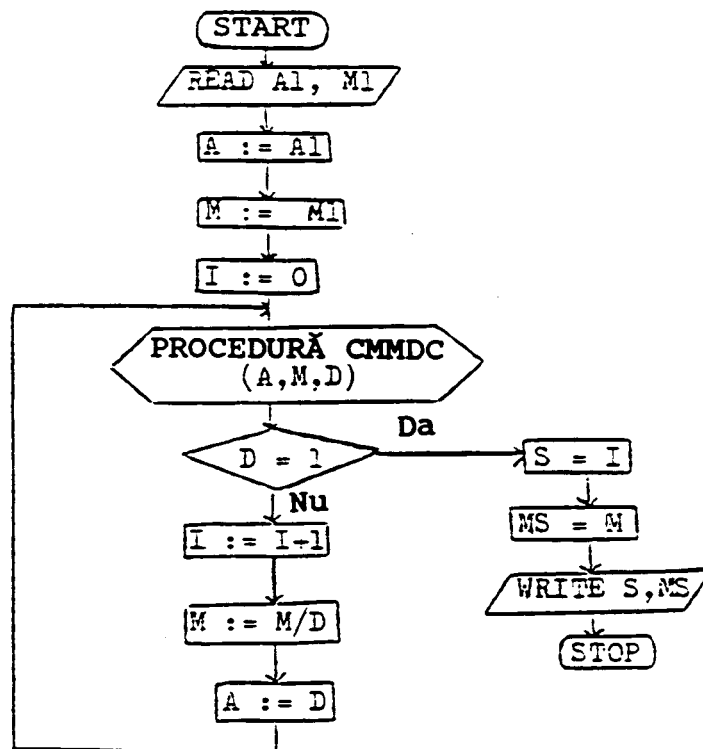 START
READ A1, M1
A := A1
M := M1
I := 0
PROCEDURĂ CMMDC
(A,M,D)
Da
D = 1
S = I
Nu
MS = M
I := I+1
WRITE S,MS
M := M/D
STOP
A := D